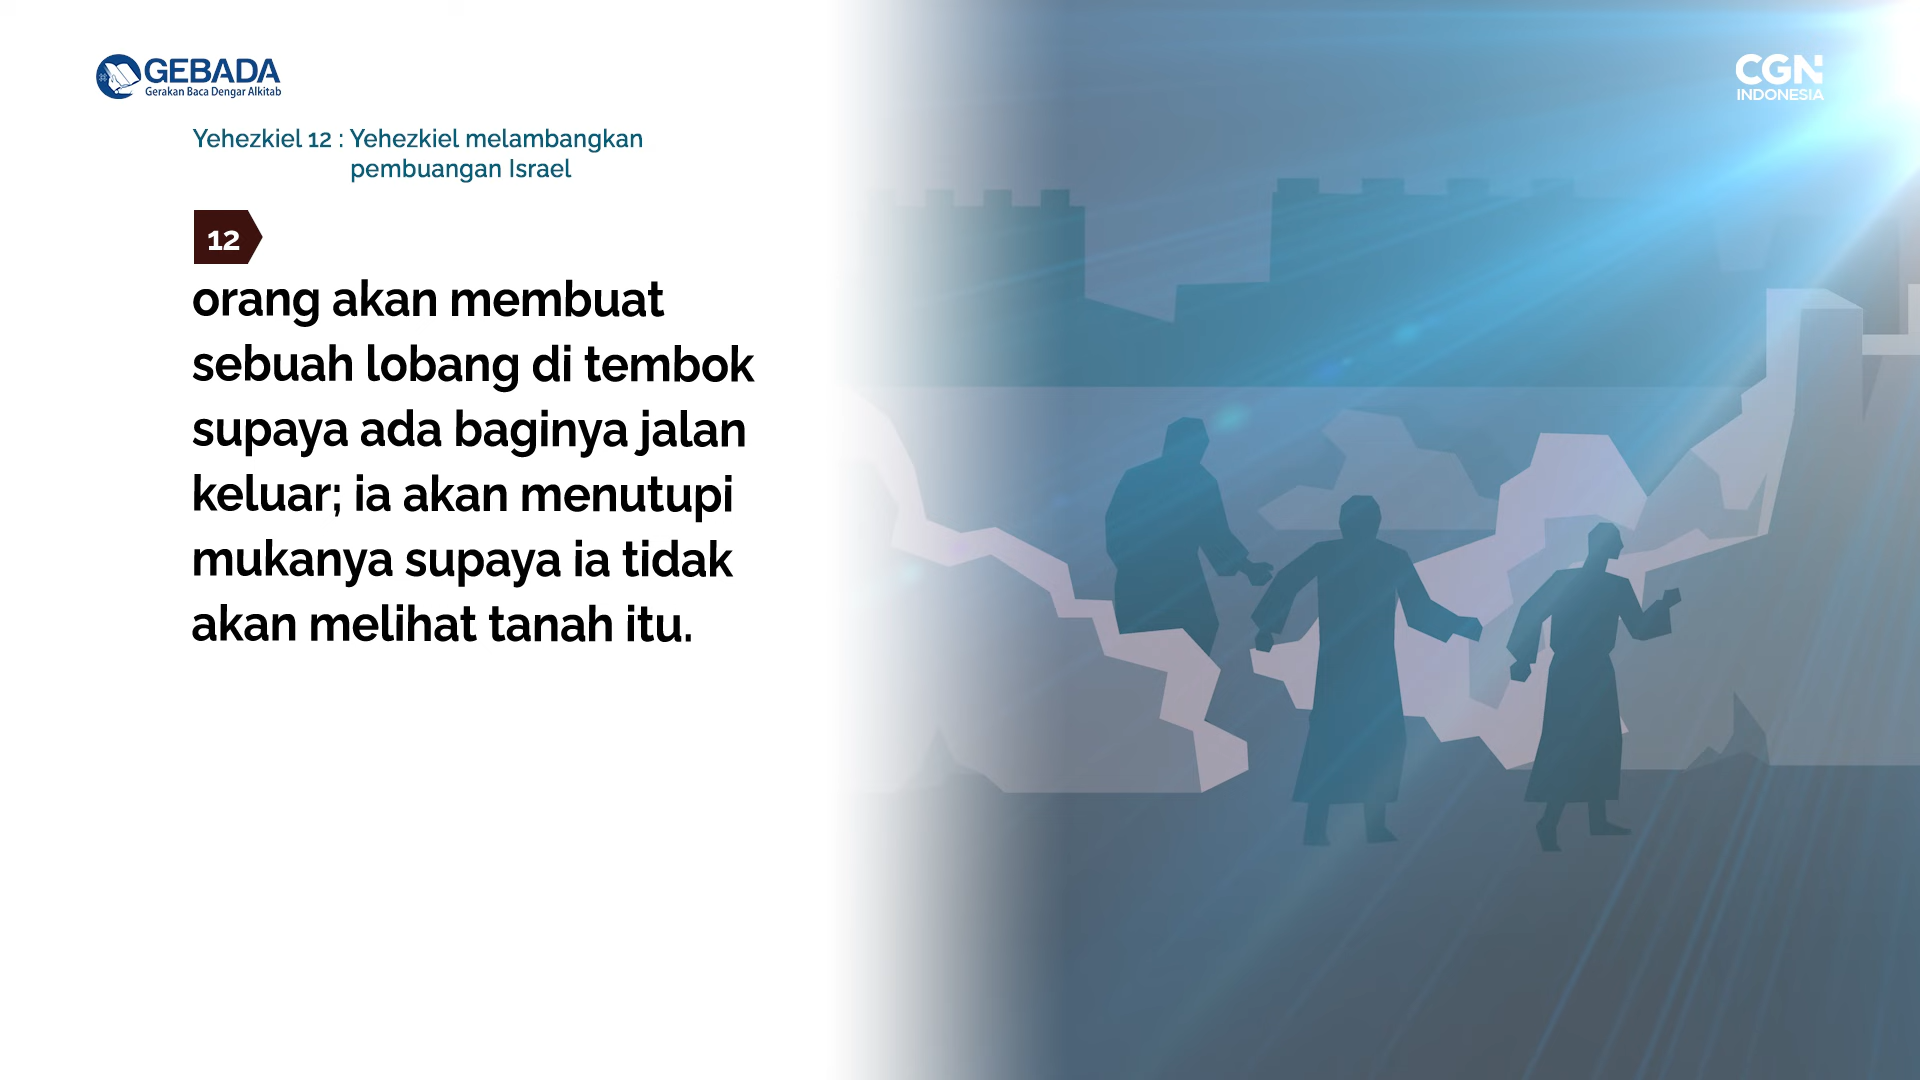 GEBADA
Gerakan Baca Dengar Alkitab
CGN
INDONESIA
Yehezkiel 12 : Yehezkiel melambangkan
pembuangan Israel
12
orang akan membuat
sebuah lobang di tembok
supaya ada baginya jalan
keluar; ia akan menutupi
mukanya supaya ia tidak
akan melihat tanah itu.